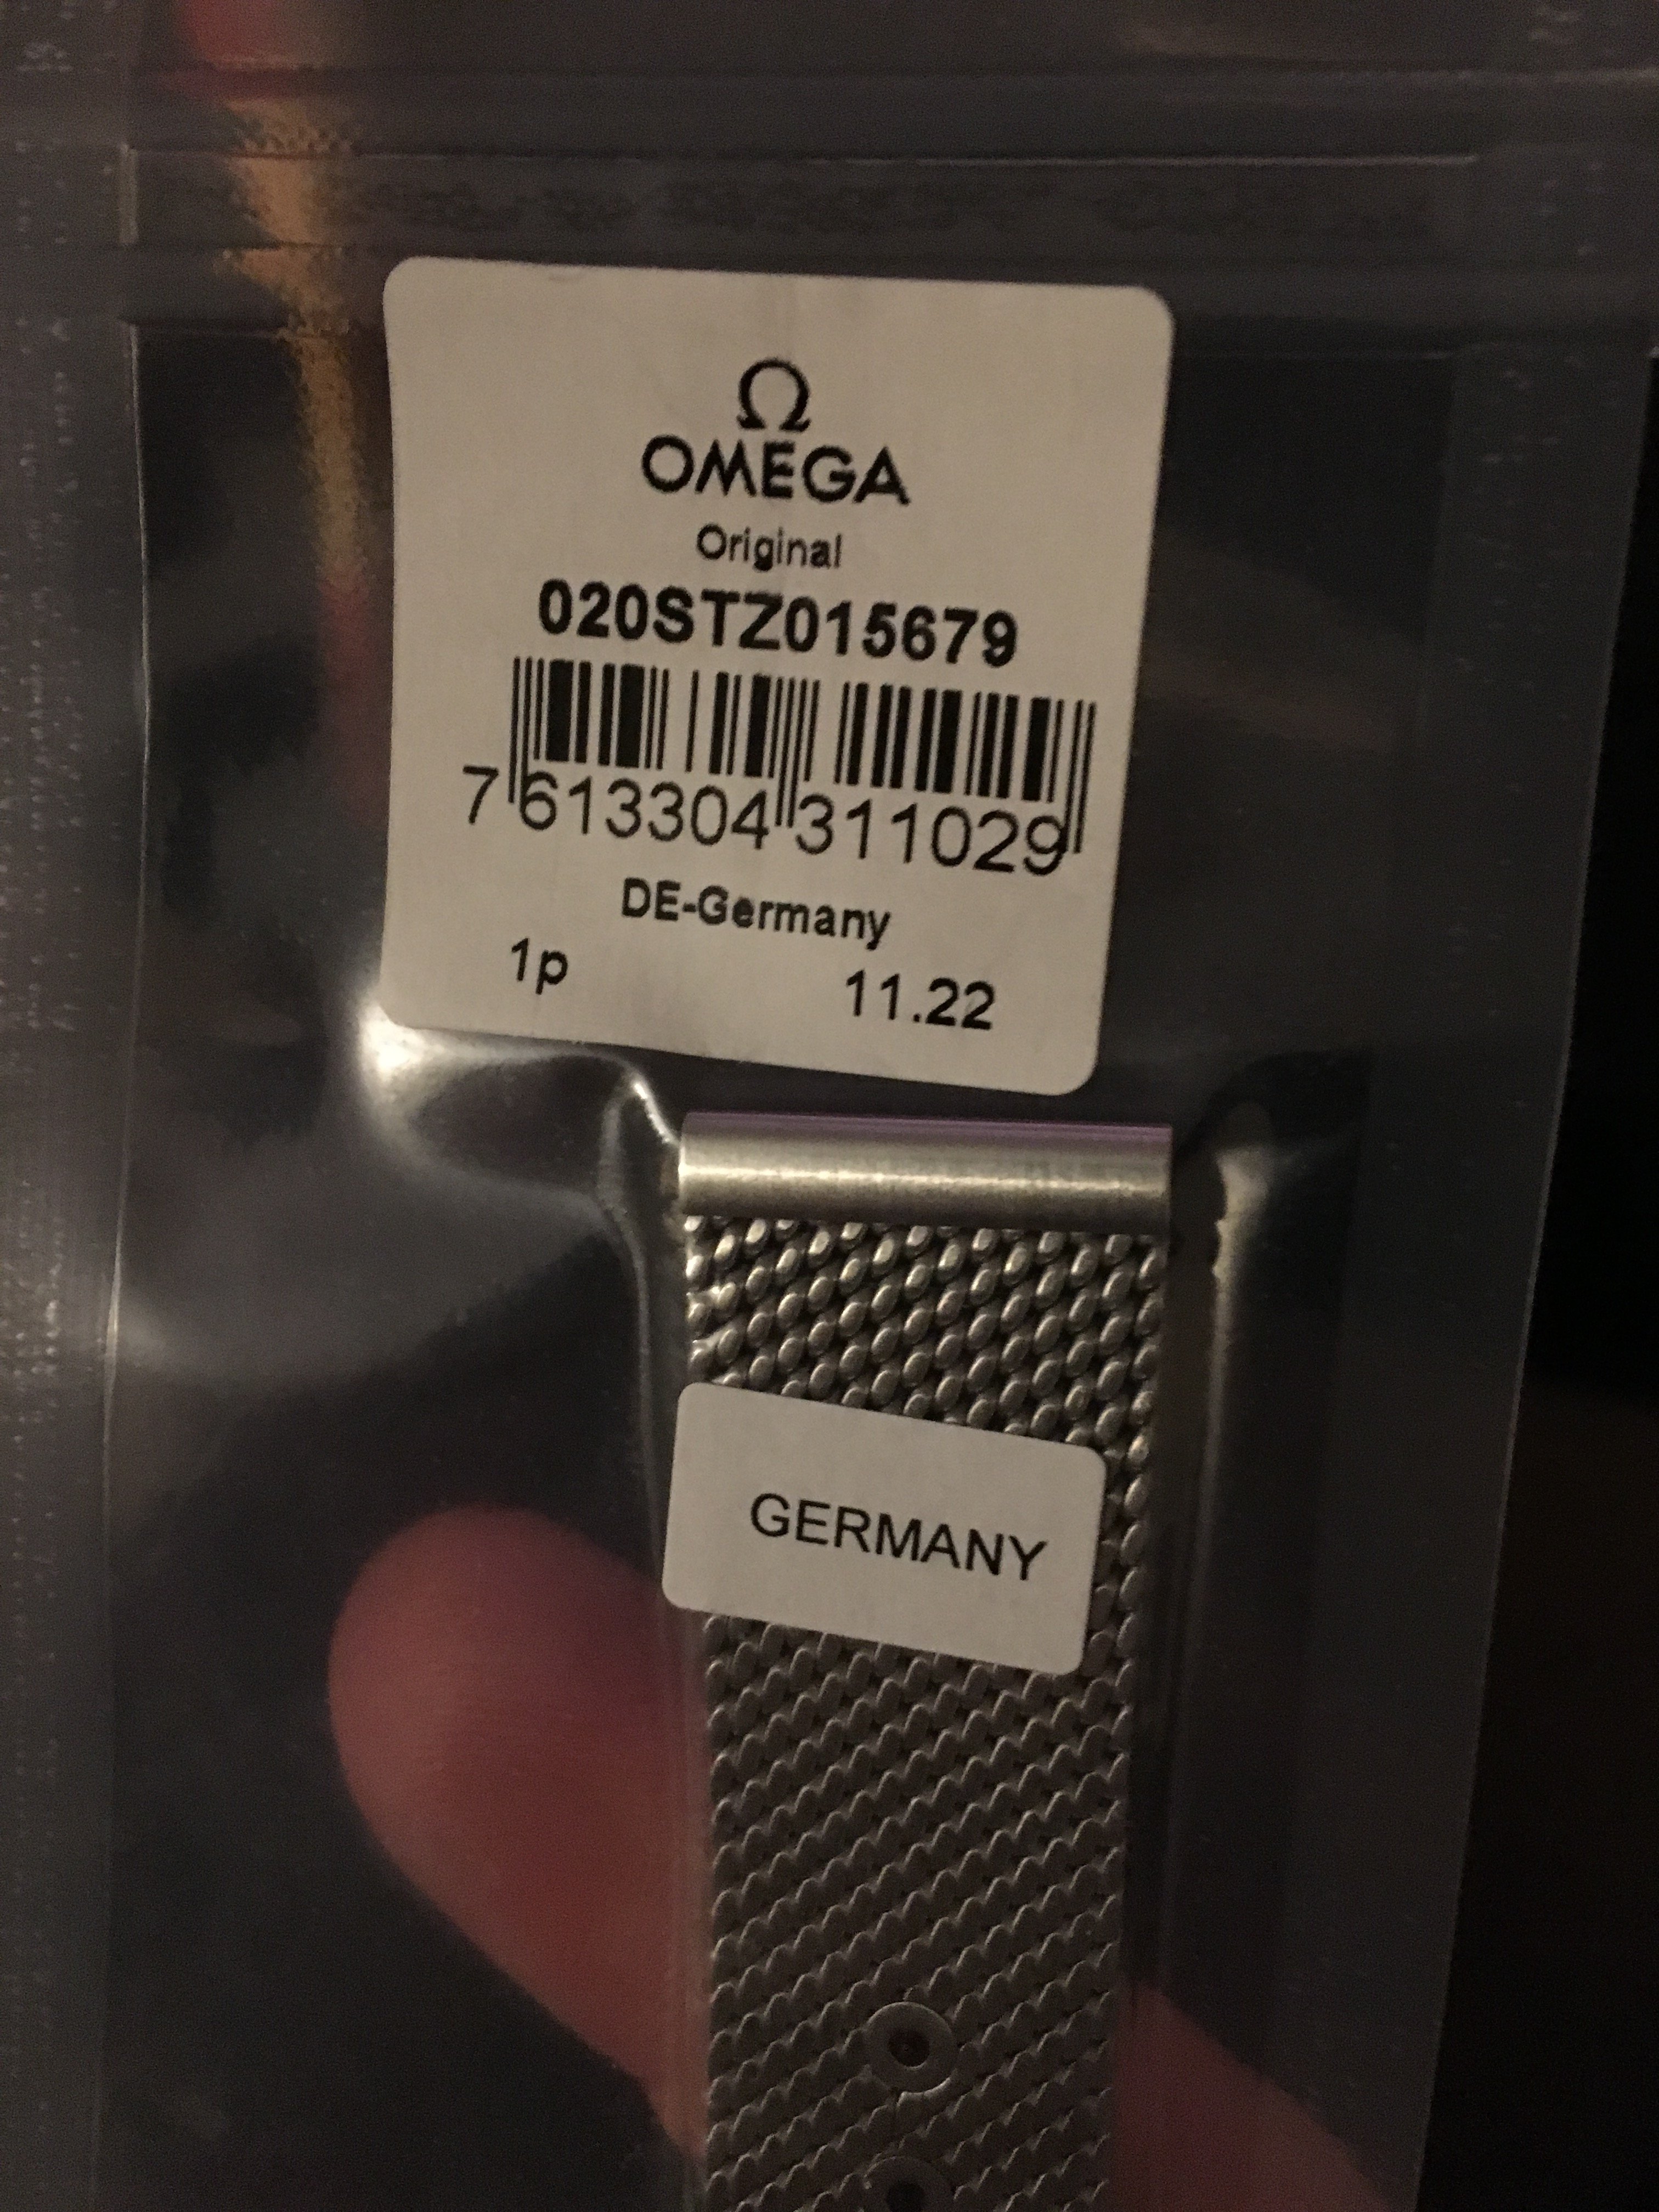 Ω
OMEGA
Original
020STZ015679
7 613304 311029
DE-Germany
1p 11.22
GERMANY